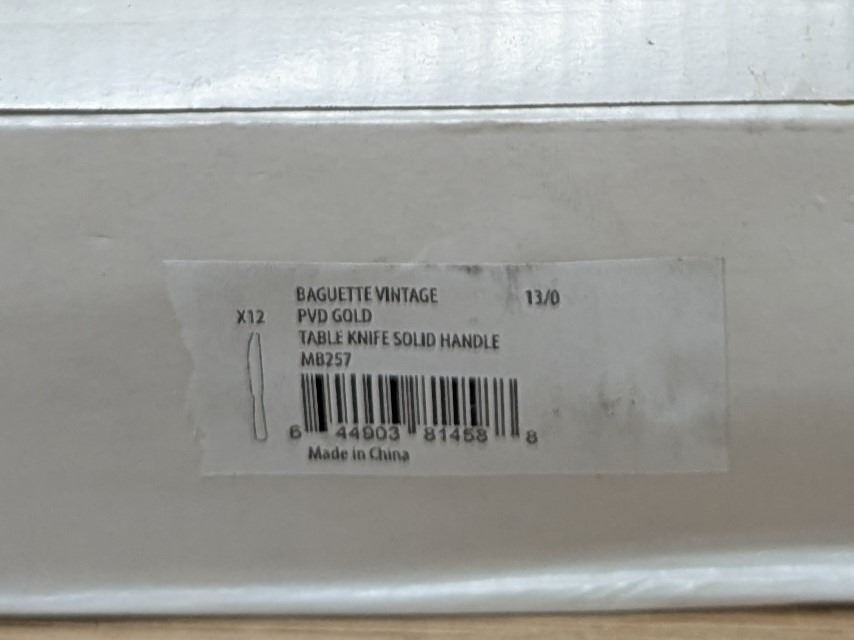 BAGUETTE VINTAGE 13/0
X12 PVD GOLD
TABLE KNIFE SOLID HANDLE
MB257
6 44903 81458 8
Made in China